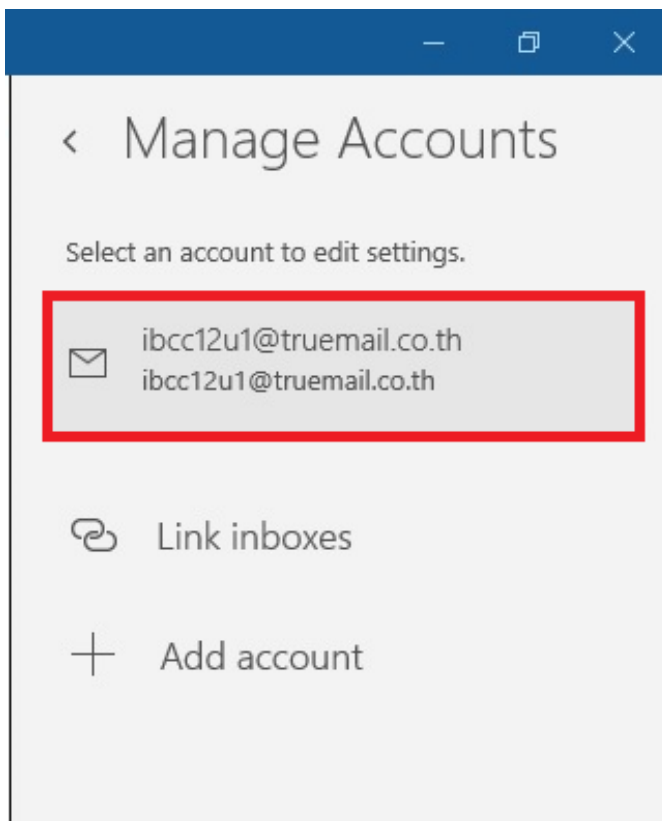 Manage Accounts
Select an account to edit settings.
ibcc12u1@truemail.co.th
ibcc12u1@truemail.co.th
Link inboxes
Add account